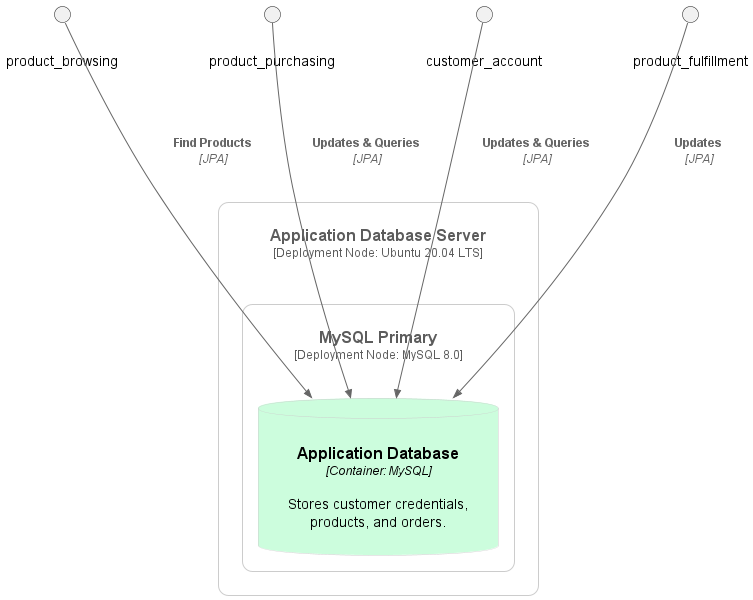 product_browsing
product_purchasing
customer_account
product_fulfillment
Find Products
[JPA]
Updates & Queries
[JPA]
Updates & Queries
[JPA]
Updates
[JPA]
Application Database Server
[Deployment Node: Ubuntu 20.04 LTS]
MySQL Primary
[Deployment Node: MySQL 8.0]
Application Database
[Container: MySQL]
Stores customer credentials,
products, and orders.